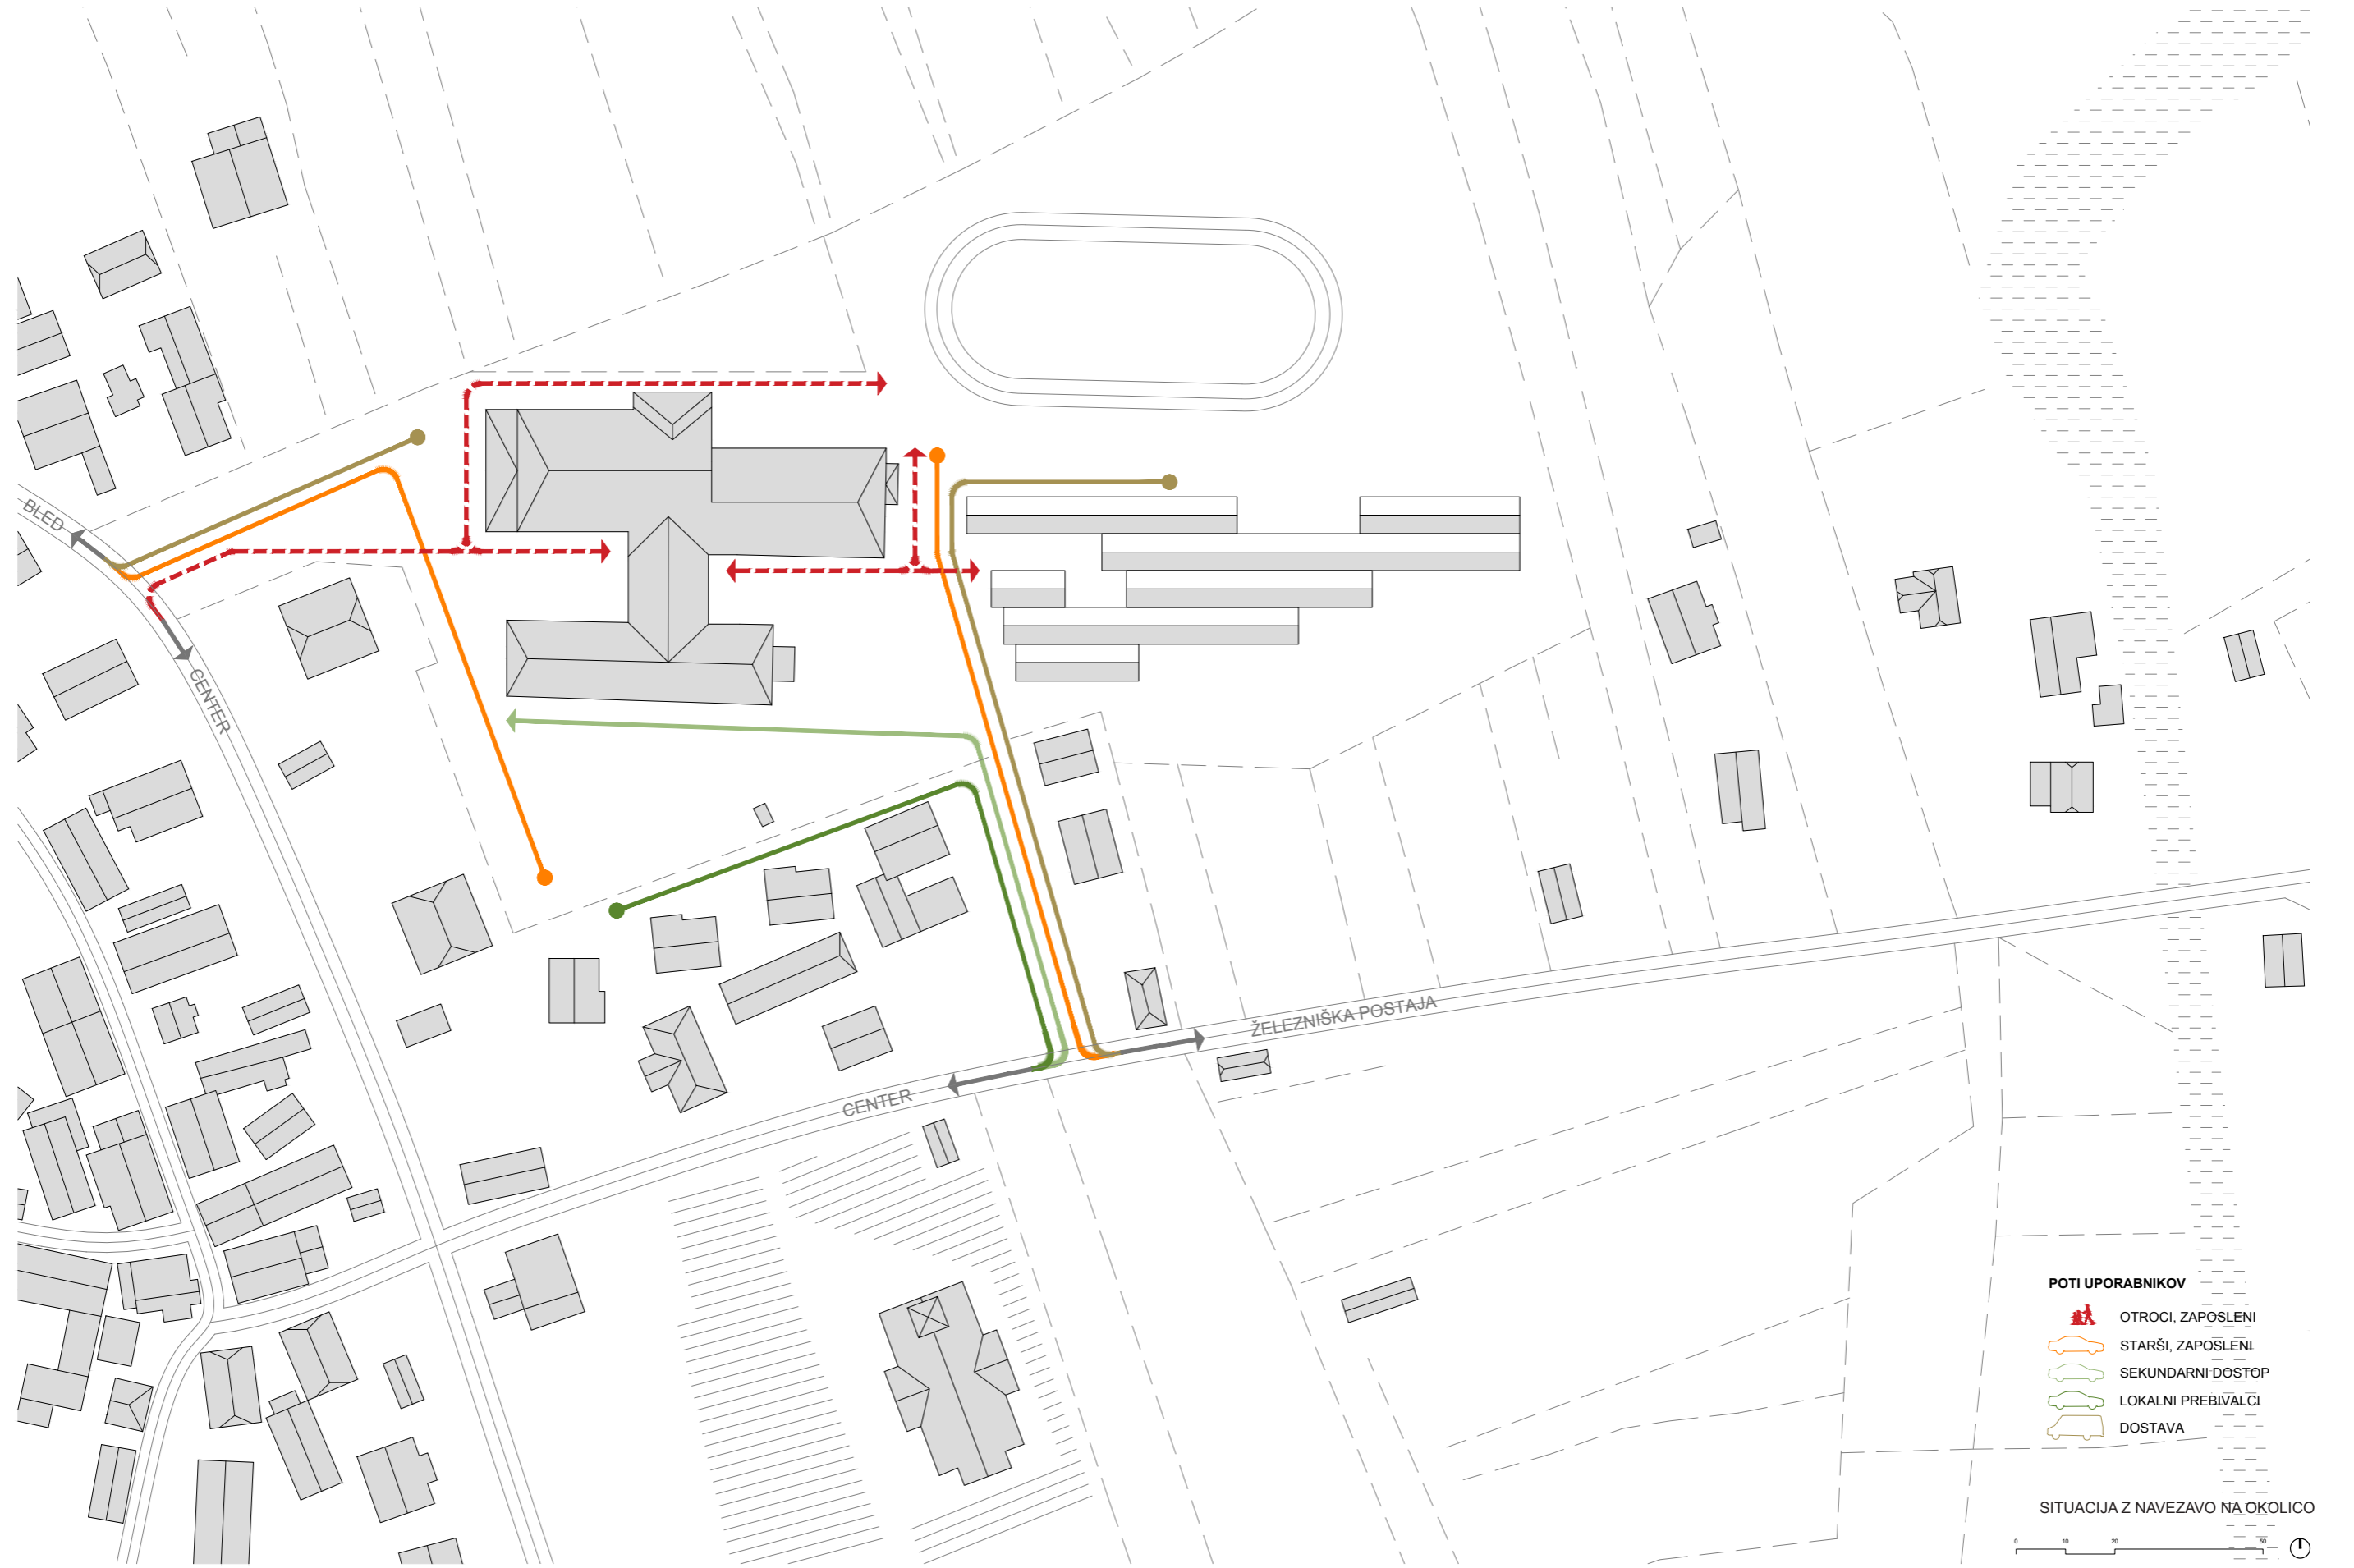 BLED
CENTER
ŽELEZNIŠKA POSTAJA
CENTER
POTI UPORABNIKOV
OTROCI, ZAPOSLENI
STARŠI, ZAPOSLENI
SEKUNDARNI DOSTOP
LOKALNI PREBIVALCI
DOSTAVA
SITUACIJA Z NAVEZAVO NA OKOLICO
0 10 20 50